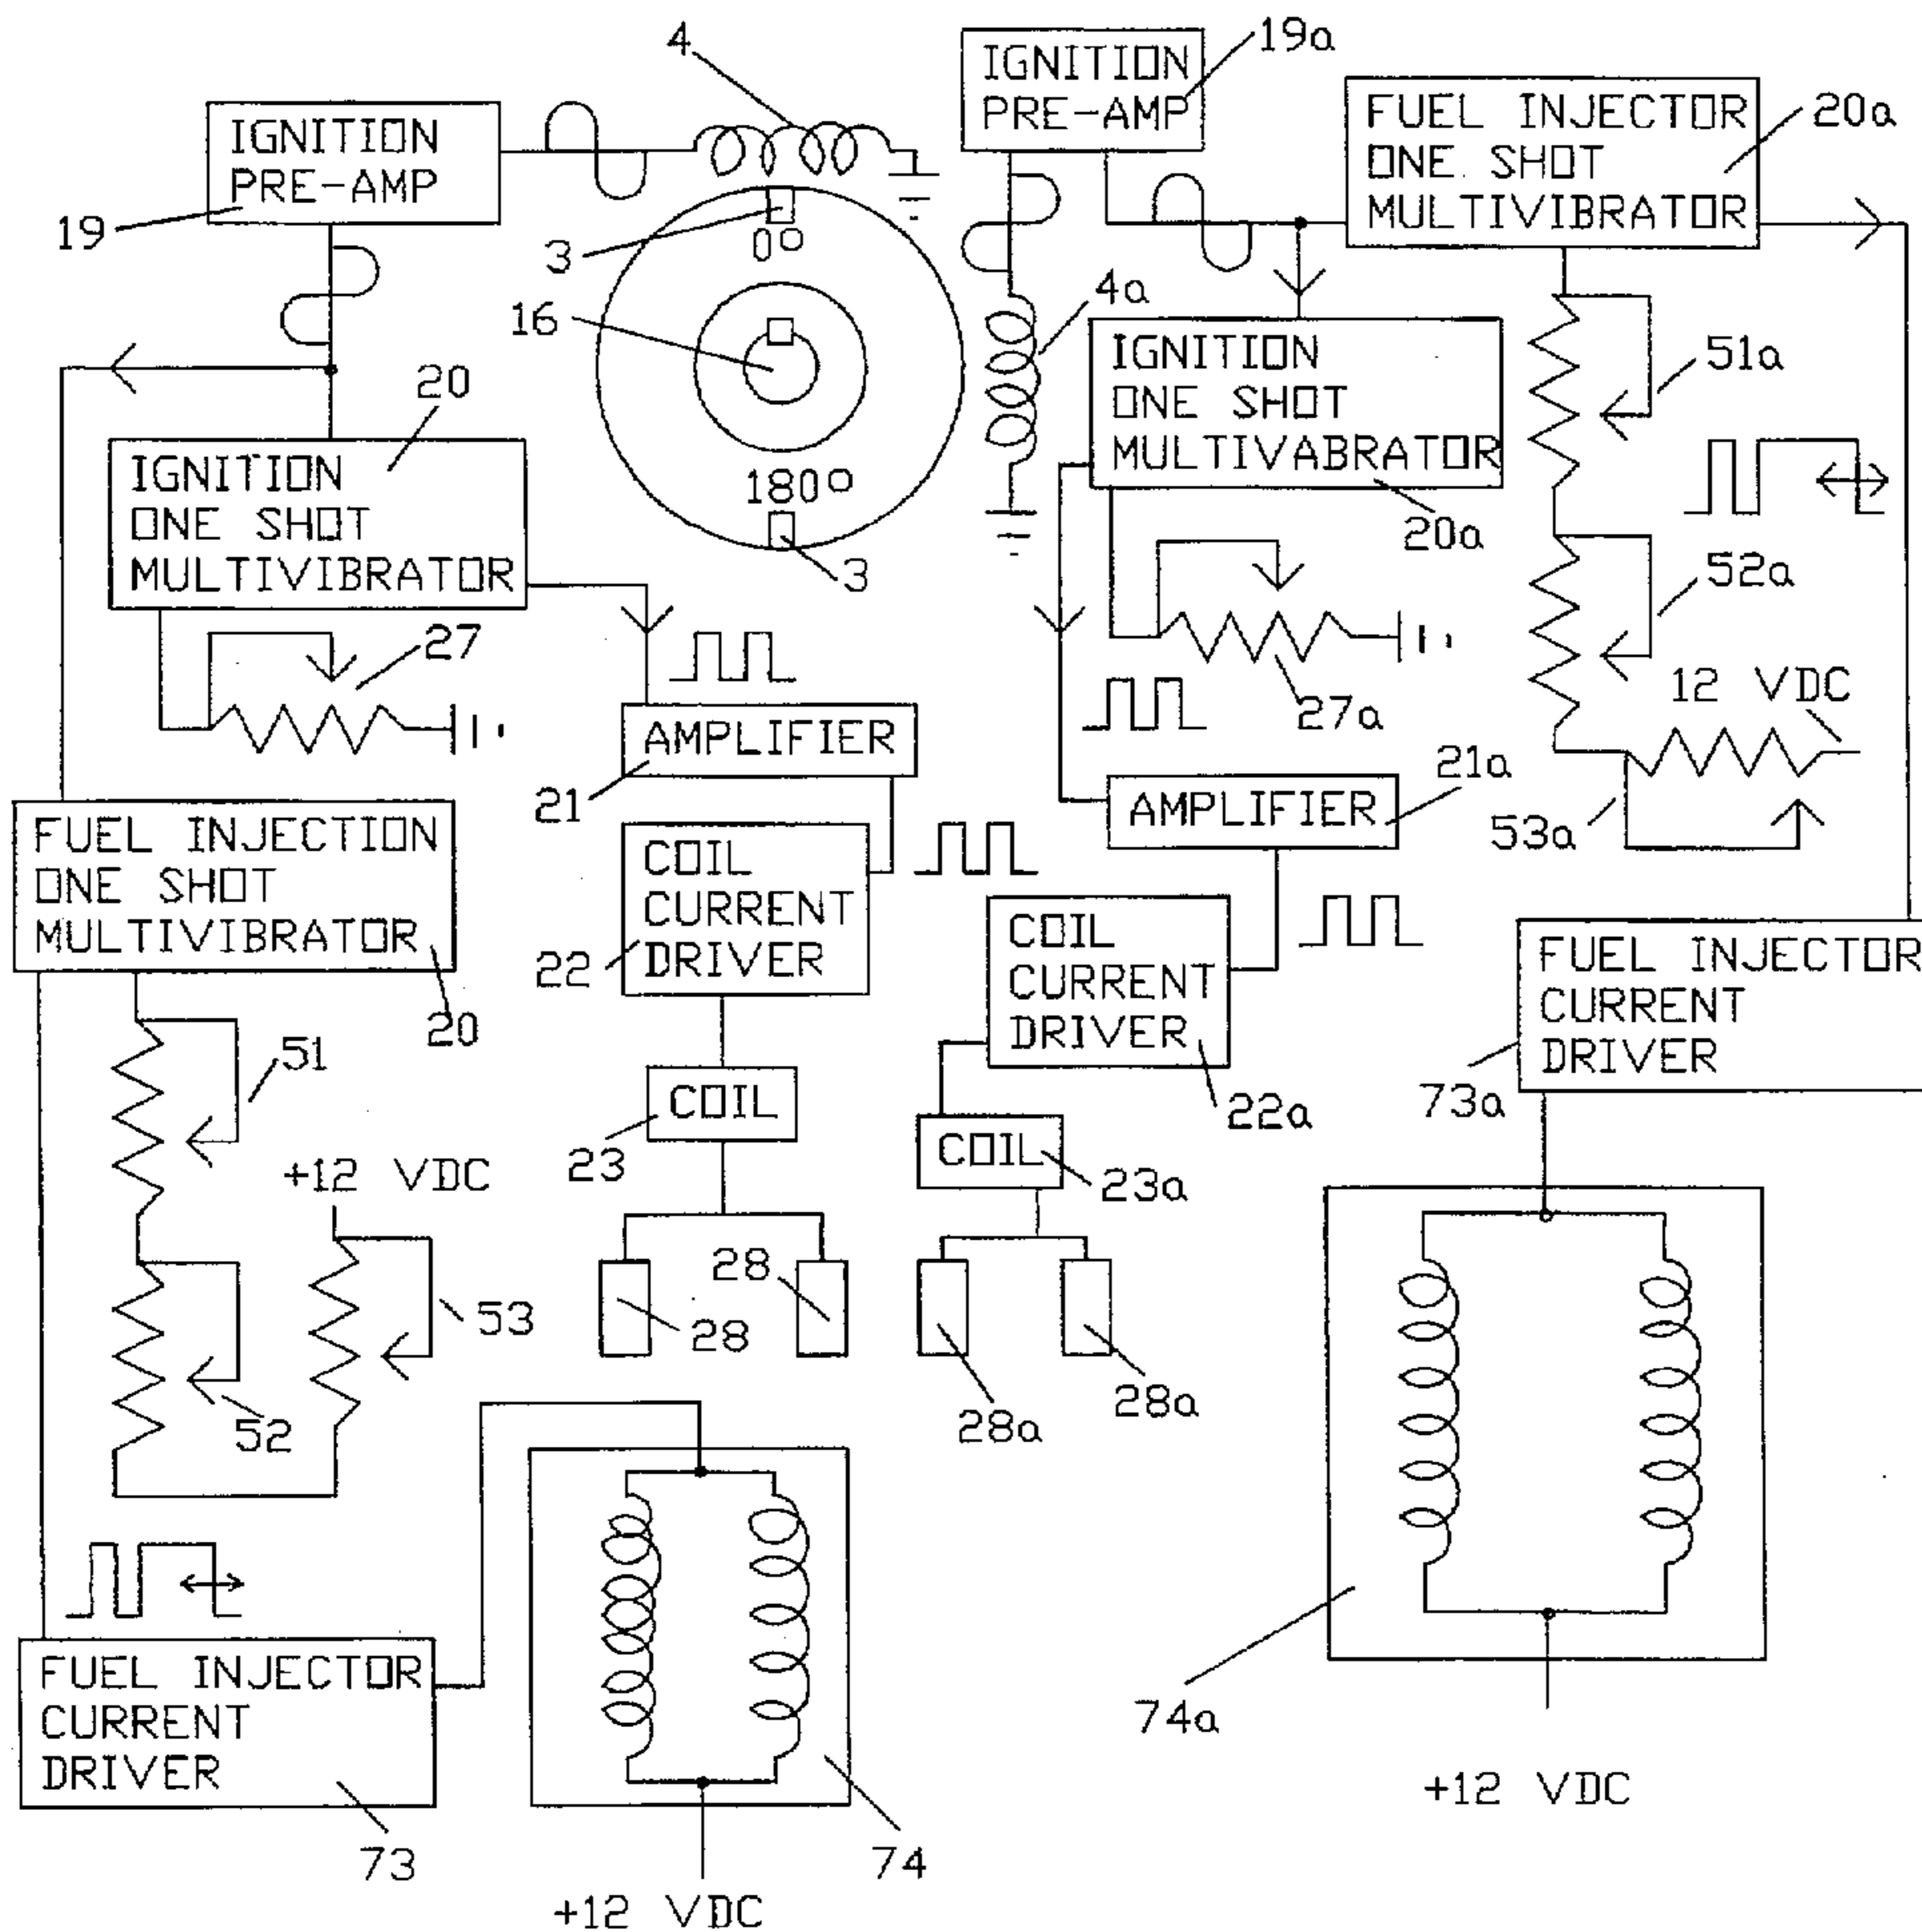 4
IGNITION
PRE-AMP
19
IGNITION
PRE-AMP
19a
FUEL INJECTOR
ONE SHOT
MULTIVIBRATOR
20a
3
0°
16
180°
3
4a
IGNITION
ONE SHOT
MULTIVIBRATOR
20
IGNITION
ONE SHOT
MULTIVABRATOR
20a
51a
52a
27
27a
12 VDC
53a
AMPLIFIER
21
AMPLIFIER
21a
FUEL INJECTION
ONE SHOT
MULTIVIBRATOR
20
COIL
CURRENT
DRIVER
22
COIL
CURRENT
DRIVER
22a
FUEL INJECTOR
CURRENT
DRIVER
73a
51
+12 VDC
53
52
COIL
23
COIL
23a
28
28
28a
28a
FUEL INJECTOR
CURRENT
DRIVER
73
74
+12 VDC
74a
+12 VDC